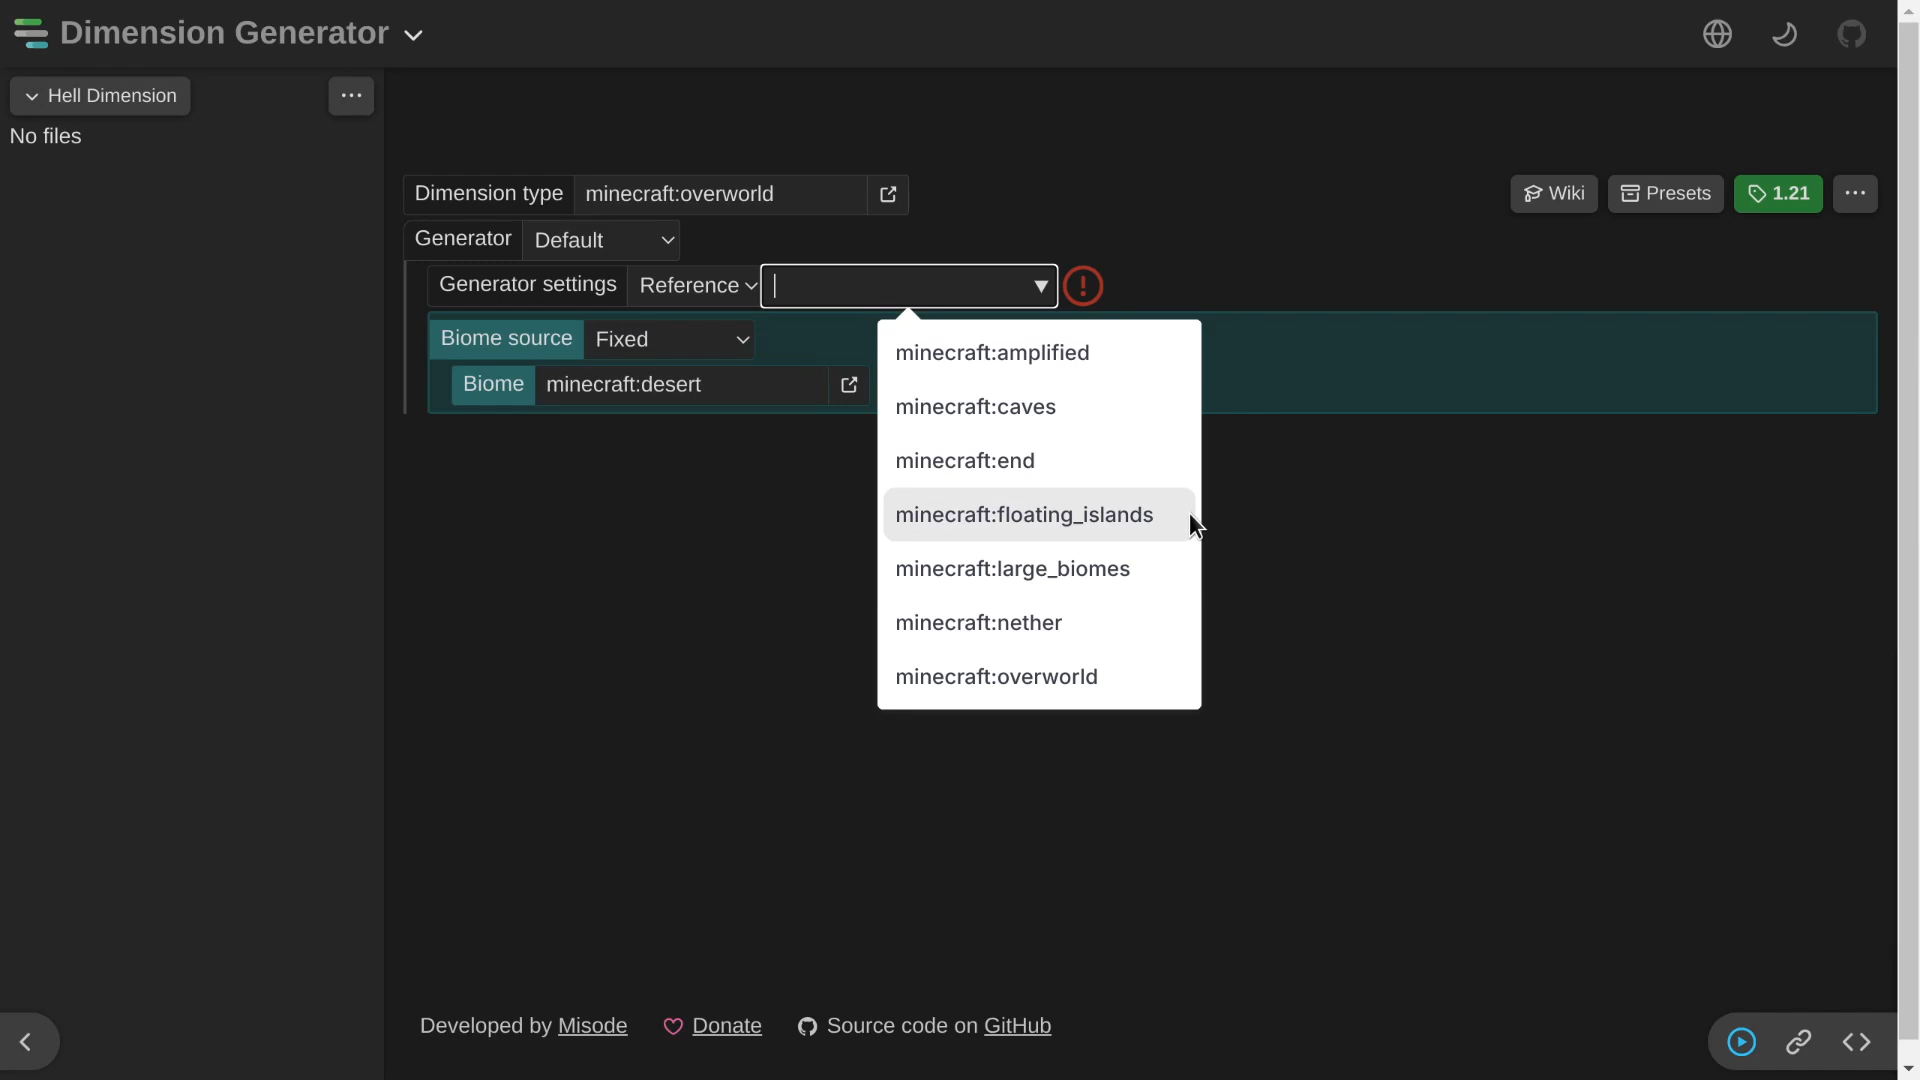 Dimension Generator
Hell Dimension
No files
Dimension type minecraft:overworld
Wiki Presets 1.21
Generator Default
Generator settings Reference
Biome source Fixed
Biome minecraft:desert
minecraft:amplified
minecraft:caves
minecraft:end
minecraft:floating_islands
minecraft:large_biomes
minecraft:nether
minecraft:overworld
Developed by Misode Donate Source code on GitHub